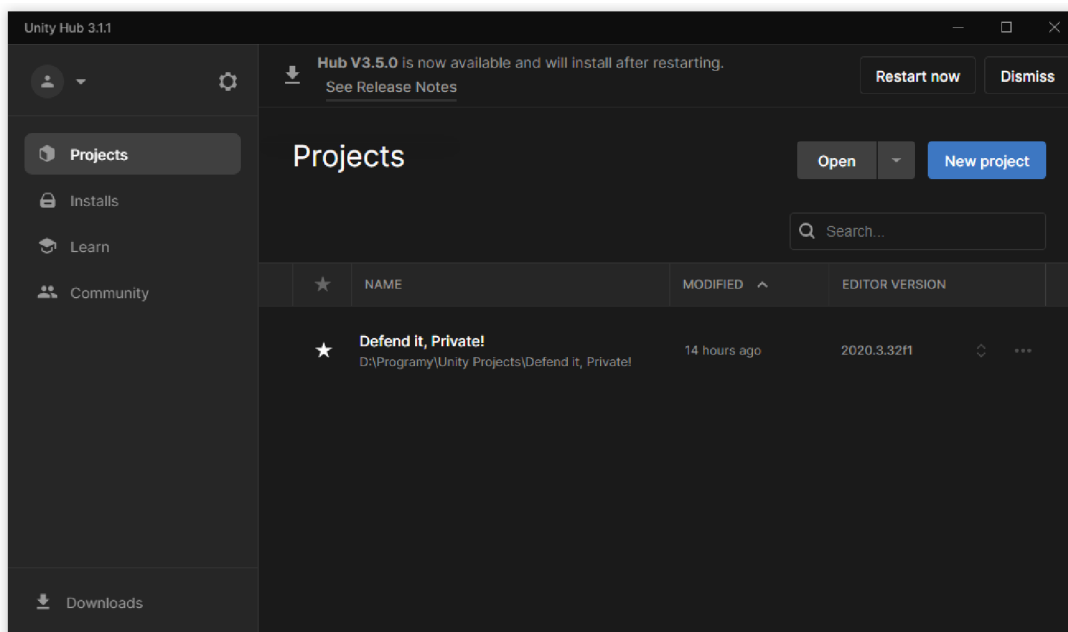 Unity Hub 3.1.1
Hub V3.5.0 is now available and will install after restarting.
See Release Notes
Restart now
Dismiss
Projects
Installs
Learn
Community
Downloads
Projects
Open
New project
Search...
NAME
MODIFIED
EDITOR VERSION
Defend it, Private!
D:\Programy\Unity Projects\Defend it, Private!
14 hours ago
2020.3.32f1